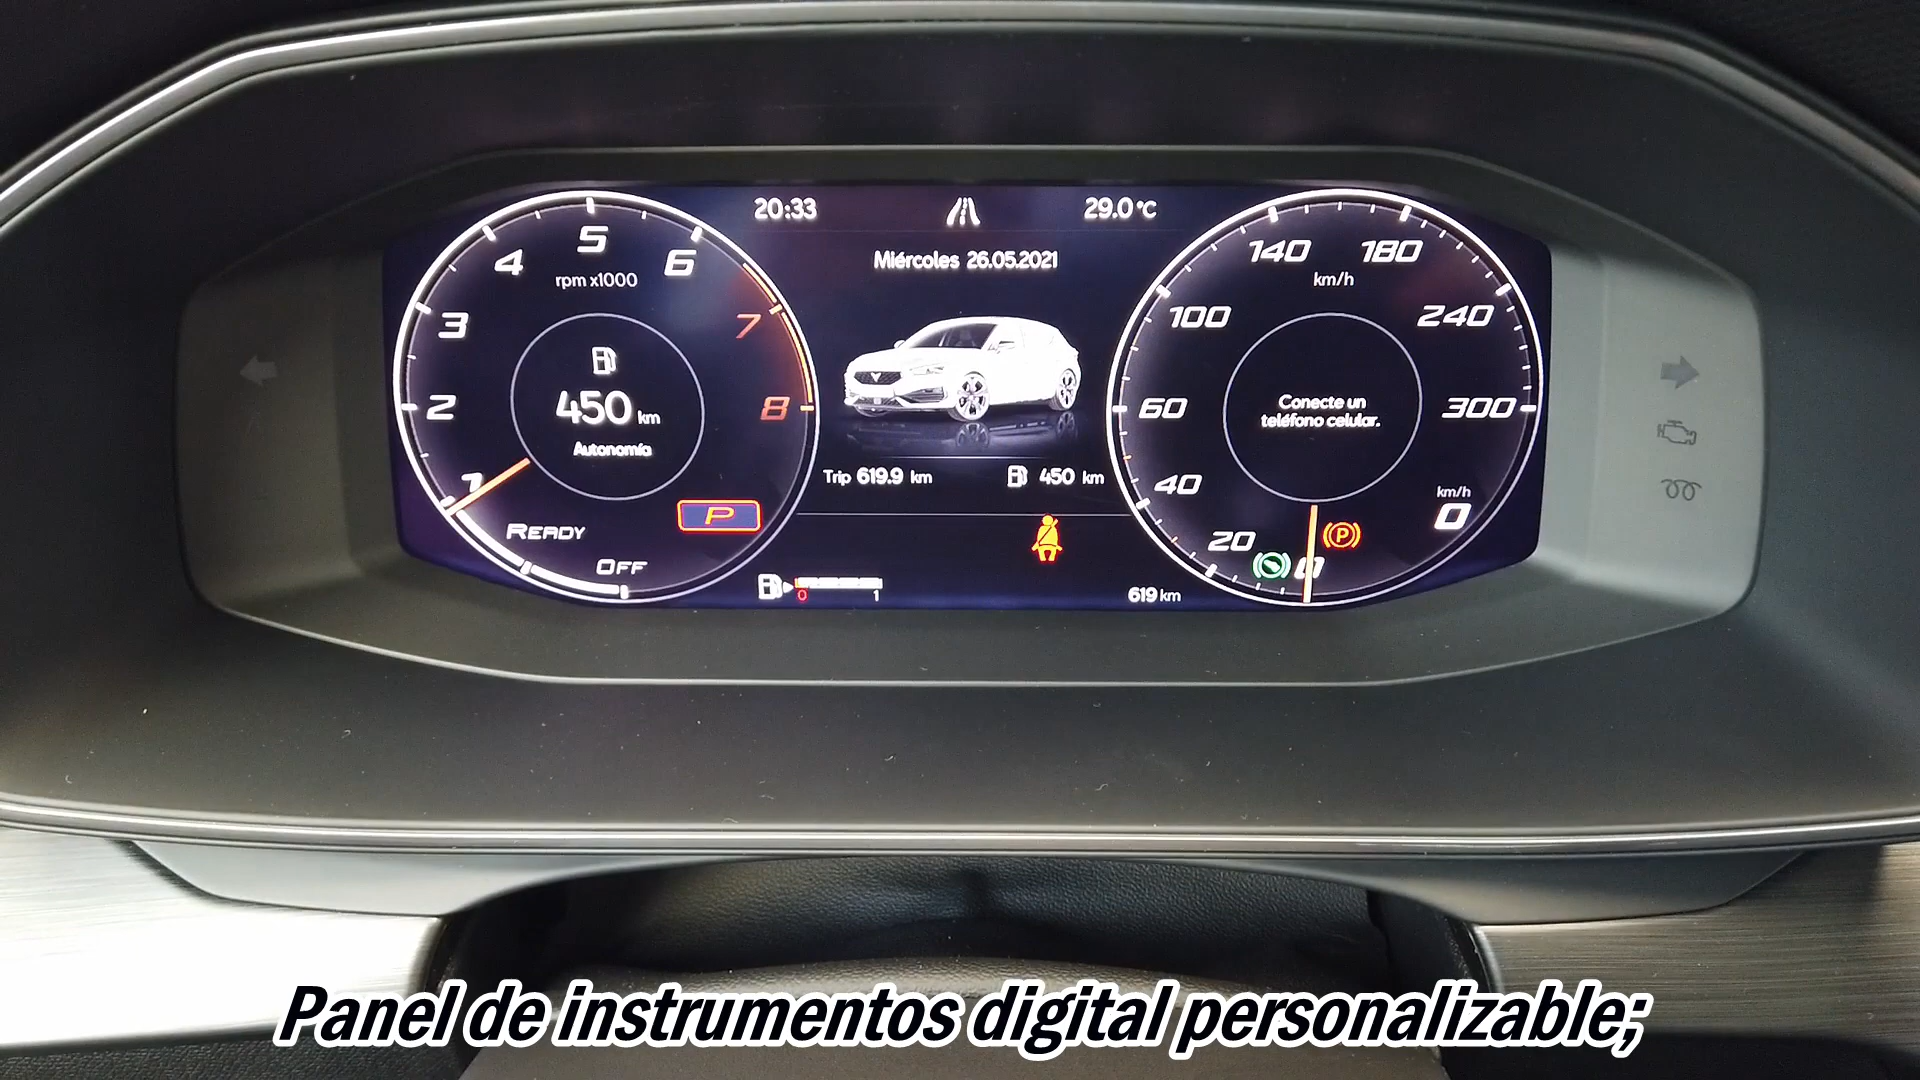 20:33
29.0°C
Miércoles 26.05.2021
1
2
3
4
5
6
7
8
rpm x1000
450 km
Autonomía
READY
OFF
P
Trip 619.9 km
450 km
0
1
619 km
0
20
40
60
100
140
180
240
300
km/h
Conecte un
teléfono celular.
km/h
0
P
Panel de instrumentos digital personalizable;